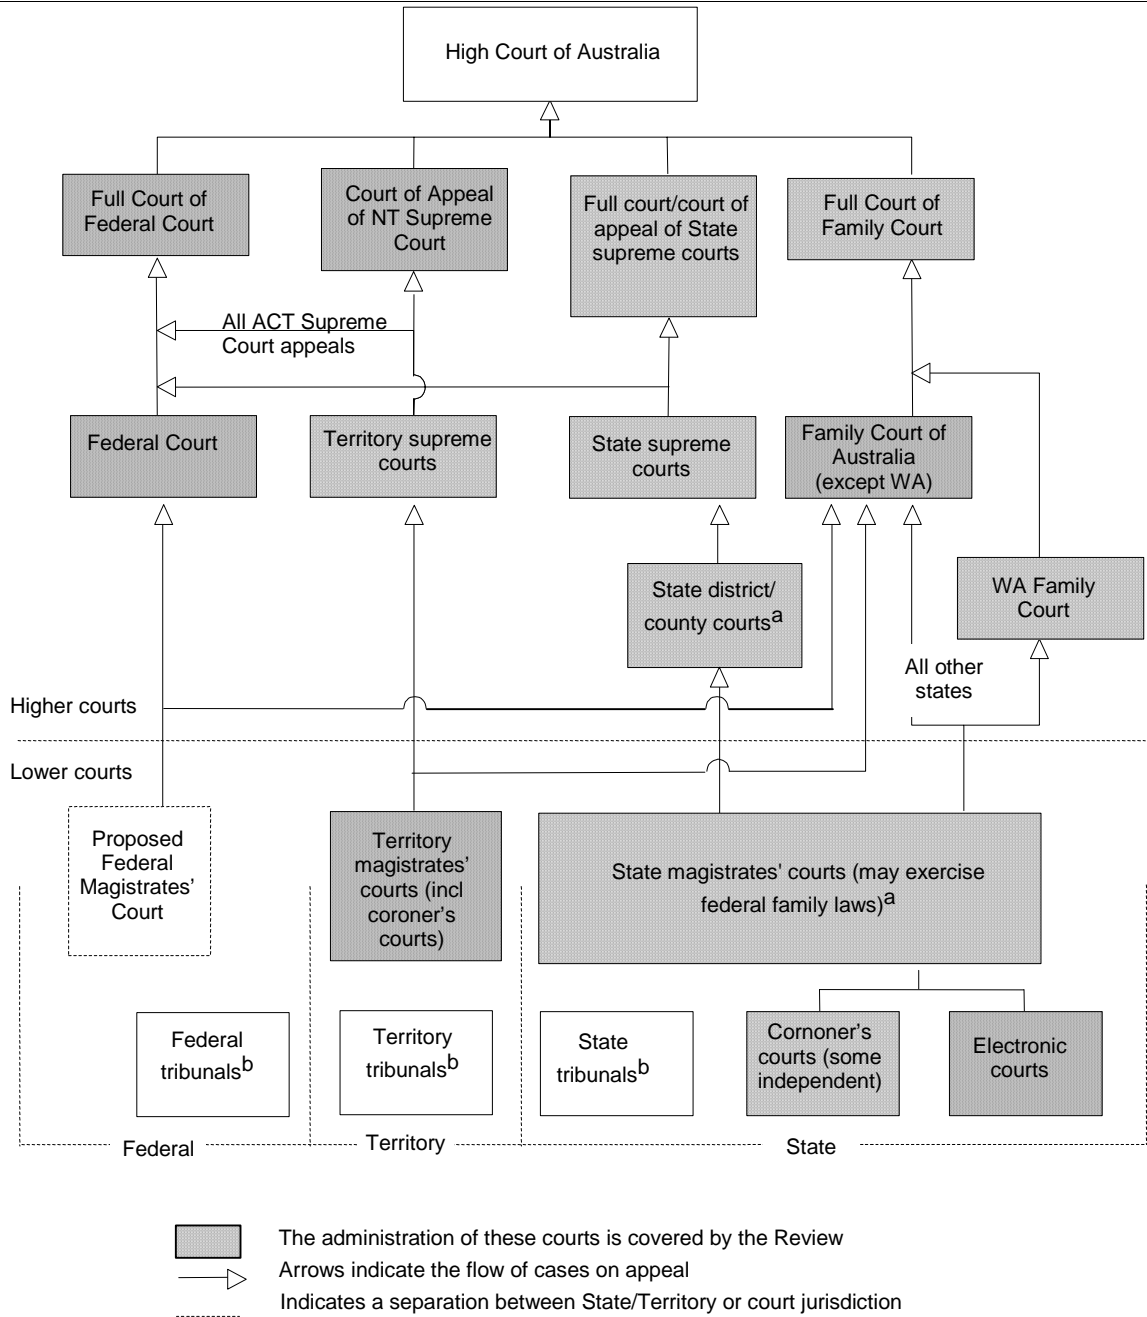 High Court of Australia
Full Court of
Federal Court
Court of Appeal
of NT Supreme
Court
Full court/court of
appeal of State
supreme courts
Full Court of
Family Court
All ACT Supreme
Court appeals
Federal Court
Territory supreme
courts
State supreme
courts
Family Court of
Australia
(except WA)
State district/
county courtsa
WA Family
Court
All other
states
Higher courts
Lower courts
Proposed
Federal
Magistrates'
Court
Territory
magistrates'
courts (incl
coroner's
courts)
State magistrates' courts (may exercise
federal family laws)a
Federal
tribunalsb
Territory
tribunalsb
State
tribunalsb
Cornoner's
courts (some
independent)
Electronic
courts
Federal
Territory
State
The administration of these courts is covered by the Review
Arrows indicate the flow of cases on appeal
Indicates a separation between State/Territory or court jurisdiction